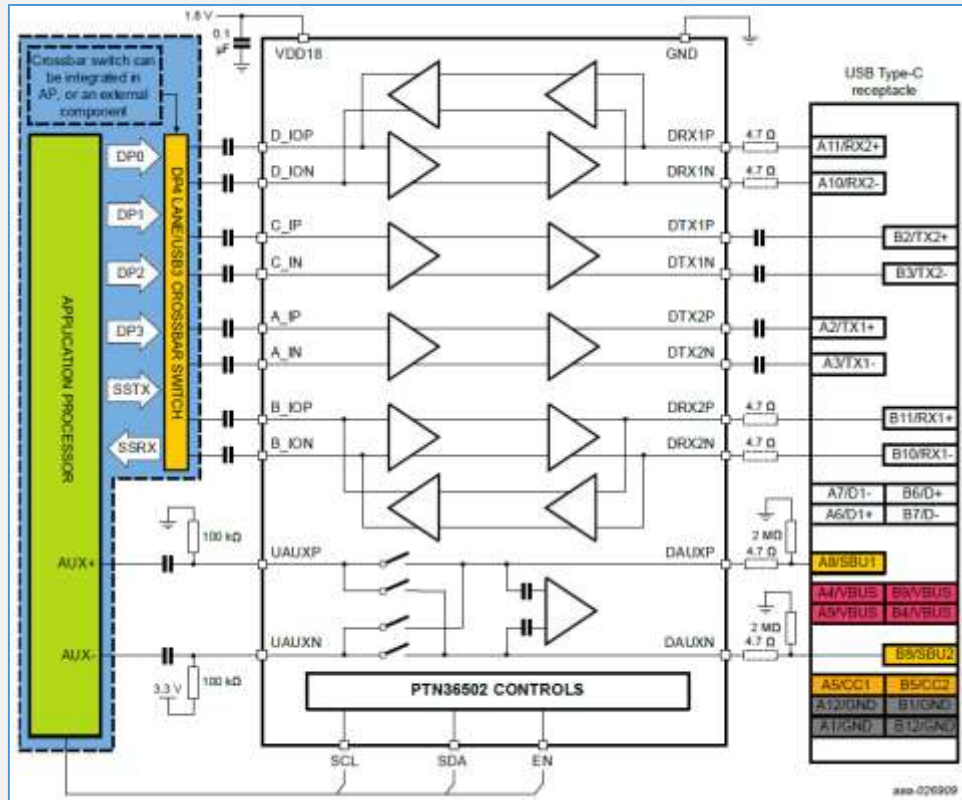 1.8 V
0.1
µF
VDD18
GND
Crossbar switch can
be integrated in
AP, or an external
component
USB Type-C
receptacle
APPLICATION PROCESSOR
DP4 LANE/USB3 CROSSBAR SWITCH
DP0
DP1
DP2
DP3
SSTX
SSRX
D_IOP
D_ION
C_IP
C_IN
A_IP
A_IN
B_IOP
B_ION
DRX1P
DRX1N
DTX1P
DTX1N
DTX2P
DTX2N
DRX2P
DRX2N
4.7 Ω
4.7 Ω
4.7 Ω
4.7 Ω
A11/RX2+
A10/RX2-
B2/TX2+
B3/TX2-
A2/TX1+
A3/TX1-
B11/RX1+
B10/RX1-
A7/D1- B6/D+
A6/D1+ B7/D-
100 kΩ
AUX+
UAUXP
DAUXP
2 MΩ
4.7 Ω
A8/SBU1
A4/VBUS B9/VBUS
A9/VBUS B4/VBUS
AUX-
UAUXN
DAUXN
2 MΩ
4.7 Ω
B8/SBU2
3.3 V
100 kΩ
PTN36502 CONTROLS
A5/CC1 B5/CC2
A12/GND B1/GND
A1/GND B12/GND
SCL SDA EN
aaa-026909